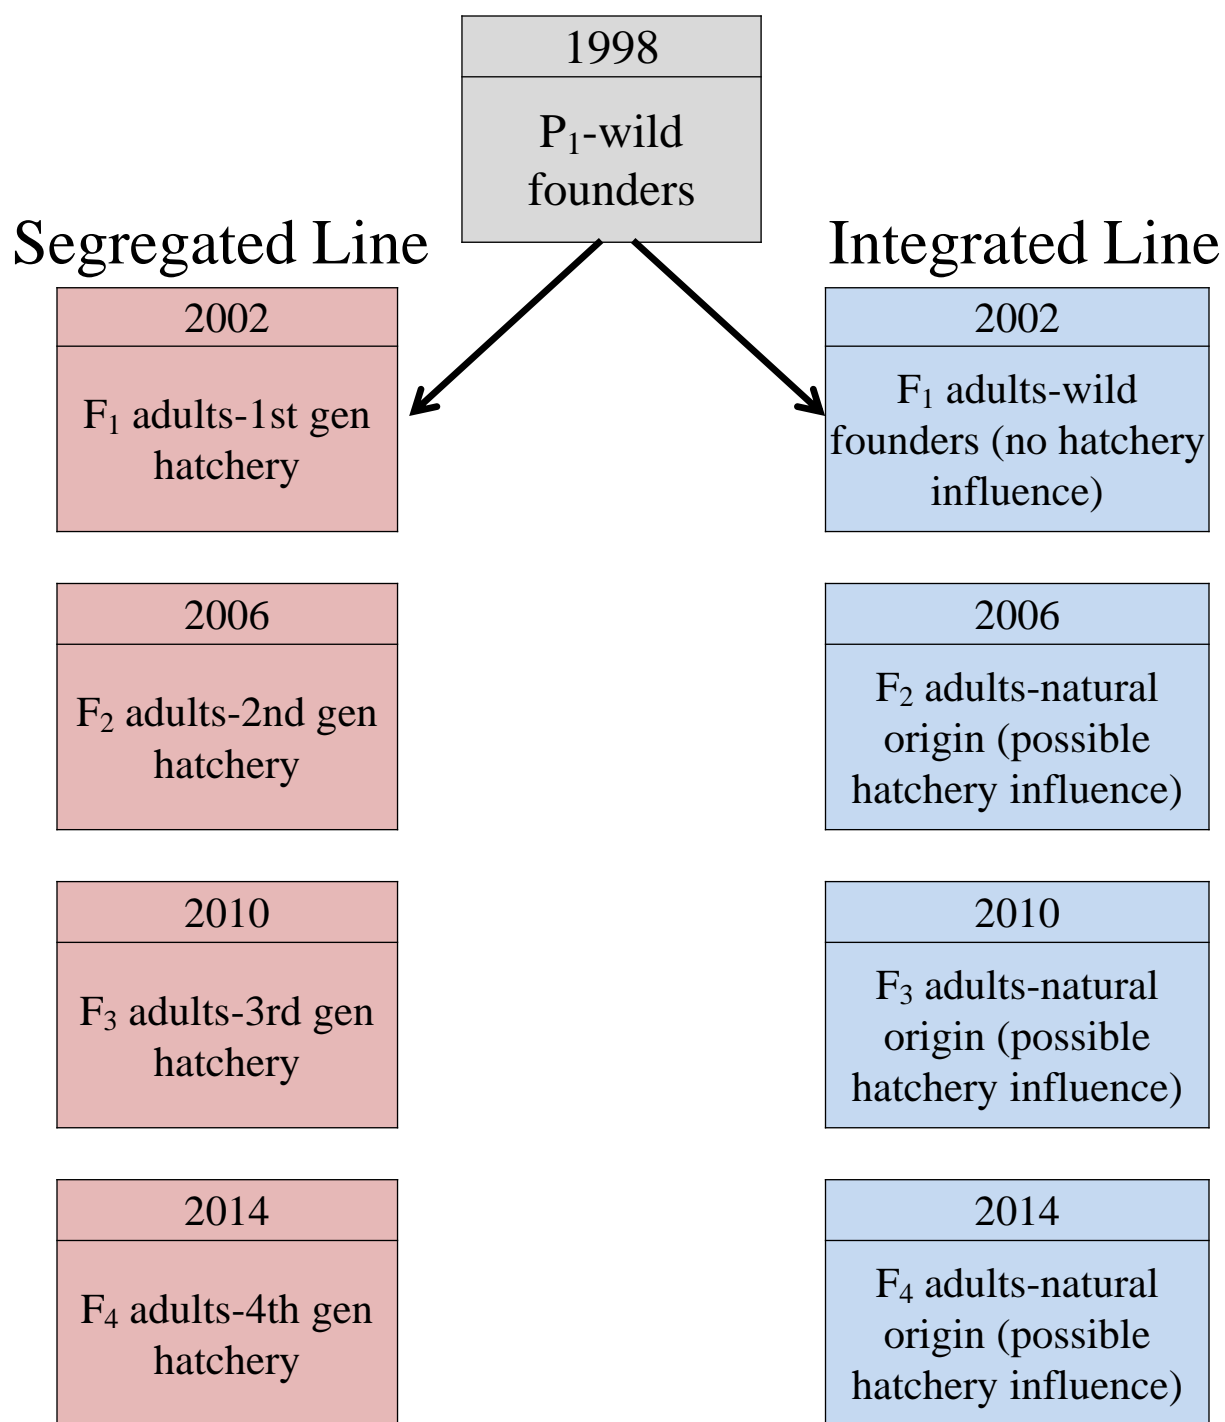 1998
P₁-wild
founders
Segregated Line
Integrated Line
2002
F₁ adults-1st gen
hatchery
2002
F₁ adults-wild
founders (no hatchery
influence)
2006
F₂ adults-2nd gen
hatchery
2006
F₂ adults-natural
origin (possible
hatchery influence)
2010
F₃ adults-3rd gen
hatchery
2010
F₃ adults-natural
origin (possible
hatchery influence)
2014
F₄ adults-4th gen
hatchery
2014
F₄ adults-natural
origin (possible
hatchery influence)